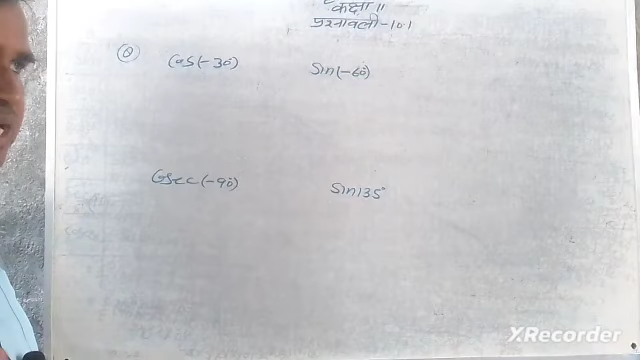 कक्षा 11
प्रश्नावली-10.1
Q Cos(-30°) Sin(-60°)
Cosec(-90°) Sin135°
XRecorder